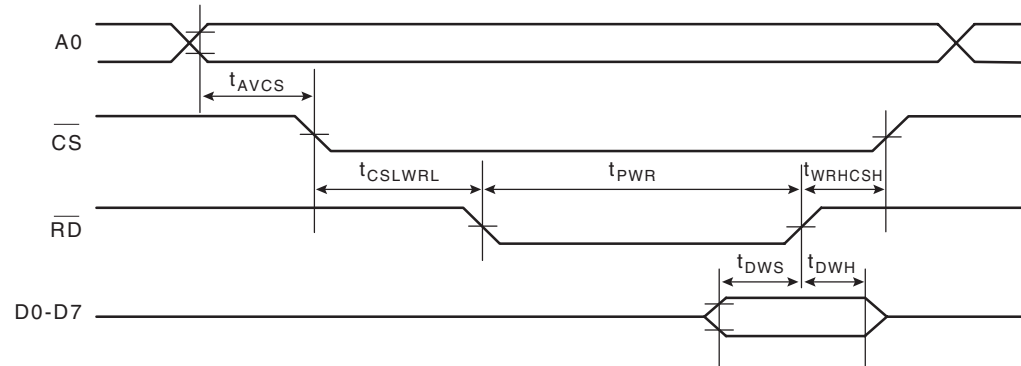 A0
tAVCS
CS
tCSLWRL
tPWR
tWRHCSH
RD
tDWS
tDWH
D0-D7